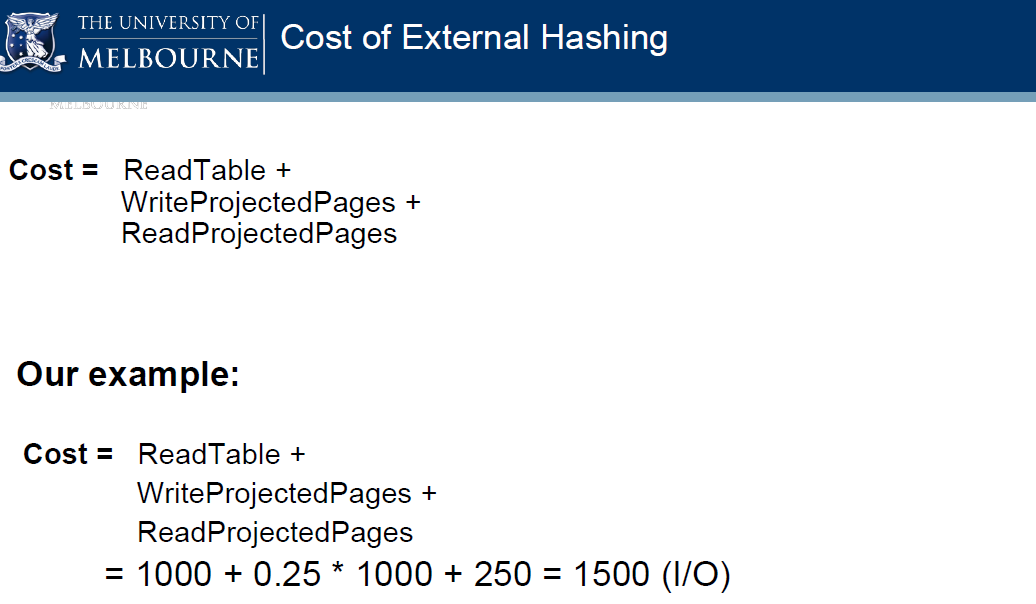 THE UNIVERSITY OF
MELBOURNE
Cost of External Hashing
MELBOURNE
Cost = ReadTable +
WriteProjectedPages +
ReadProjectedPages
Our example:
Cost = ReadTable +
WriteProjectedPages +
ReadProjectedPages
= 1000 + 0.25 * 1000 + 250 = 1500 (I/O)